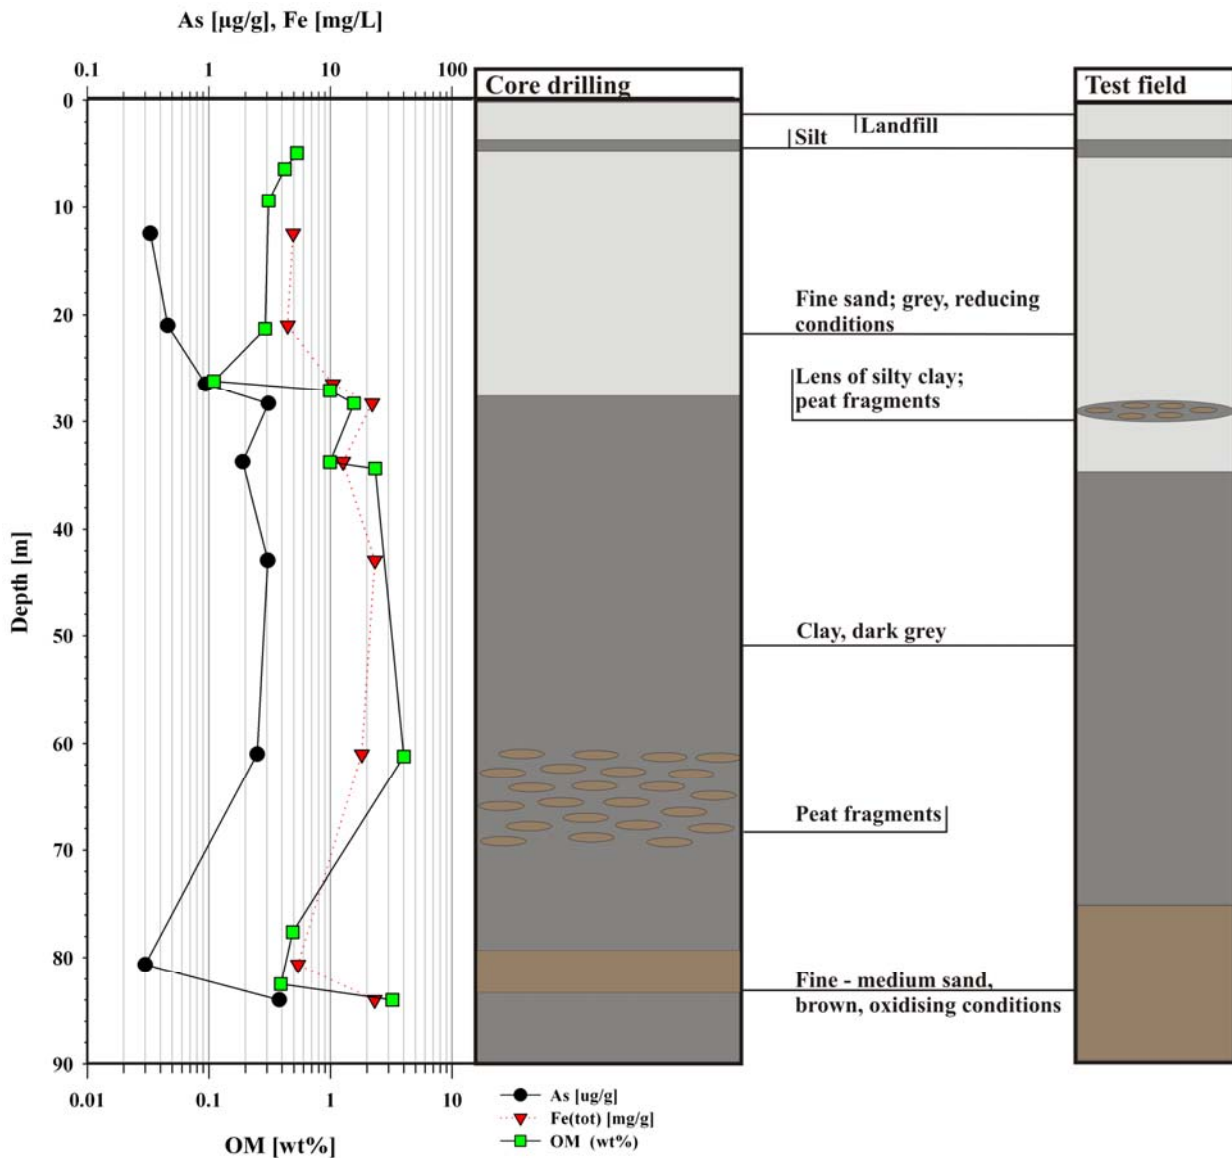 As [µg/g], Fe [mg/L]
0.1 1 10 100
Core drilling
Test field
0
10
20
30
40
50
60
70
80
90
Depth [m]
Landfill
Silt
Fine sand; grey, reducing
conditions
Lens of silty clay;
peat fragments
Clay, dark grey
Peat fragments
Fine - medium sand,
brown, oxidising conditions
0.01 0.1 1 10
OM [wt%]
As [ug/g]
Fe(tot) [mg/g]
OM (wt%)